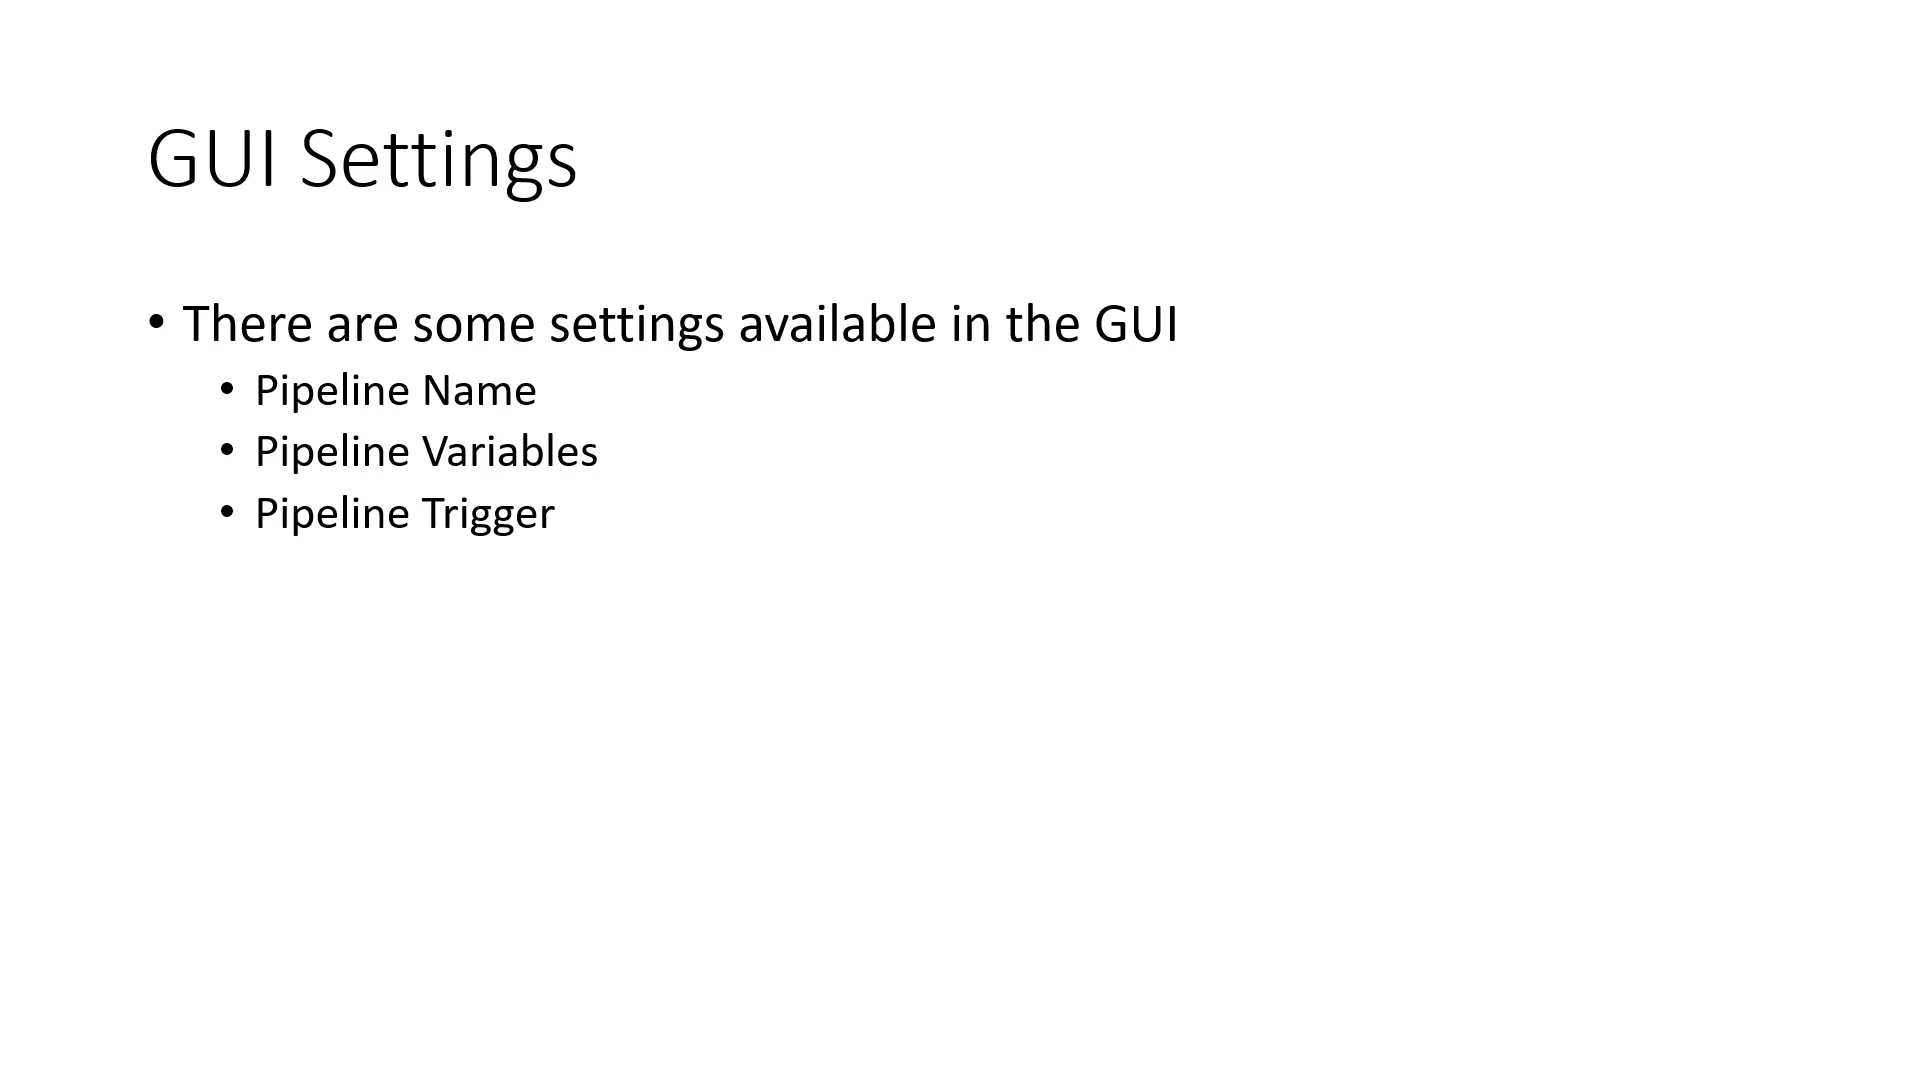 GUI Settings
• There are some settings available in the GUI
• Pipeline Name
• Pipeline Variables
• Pipeline Trigger